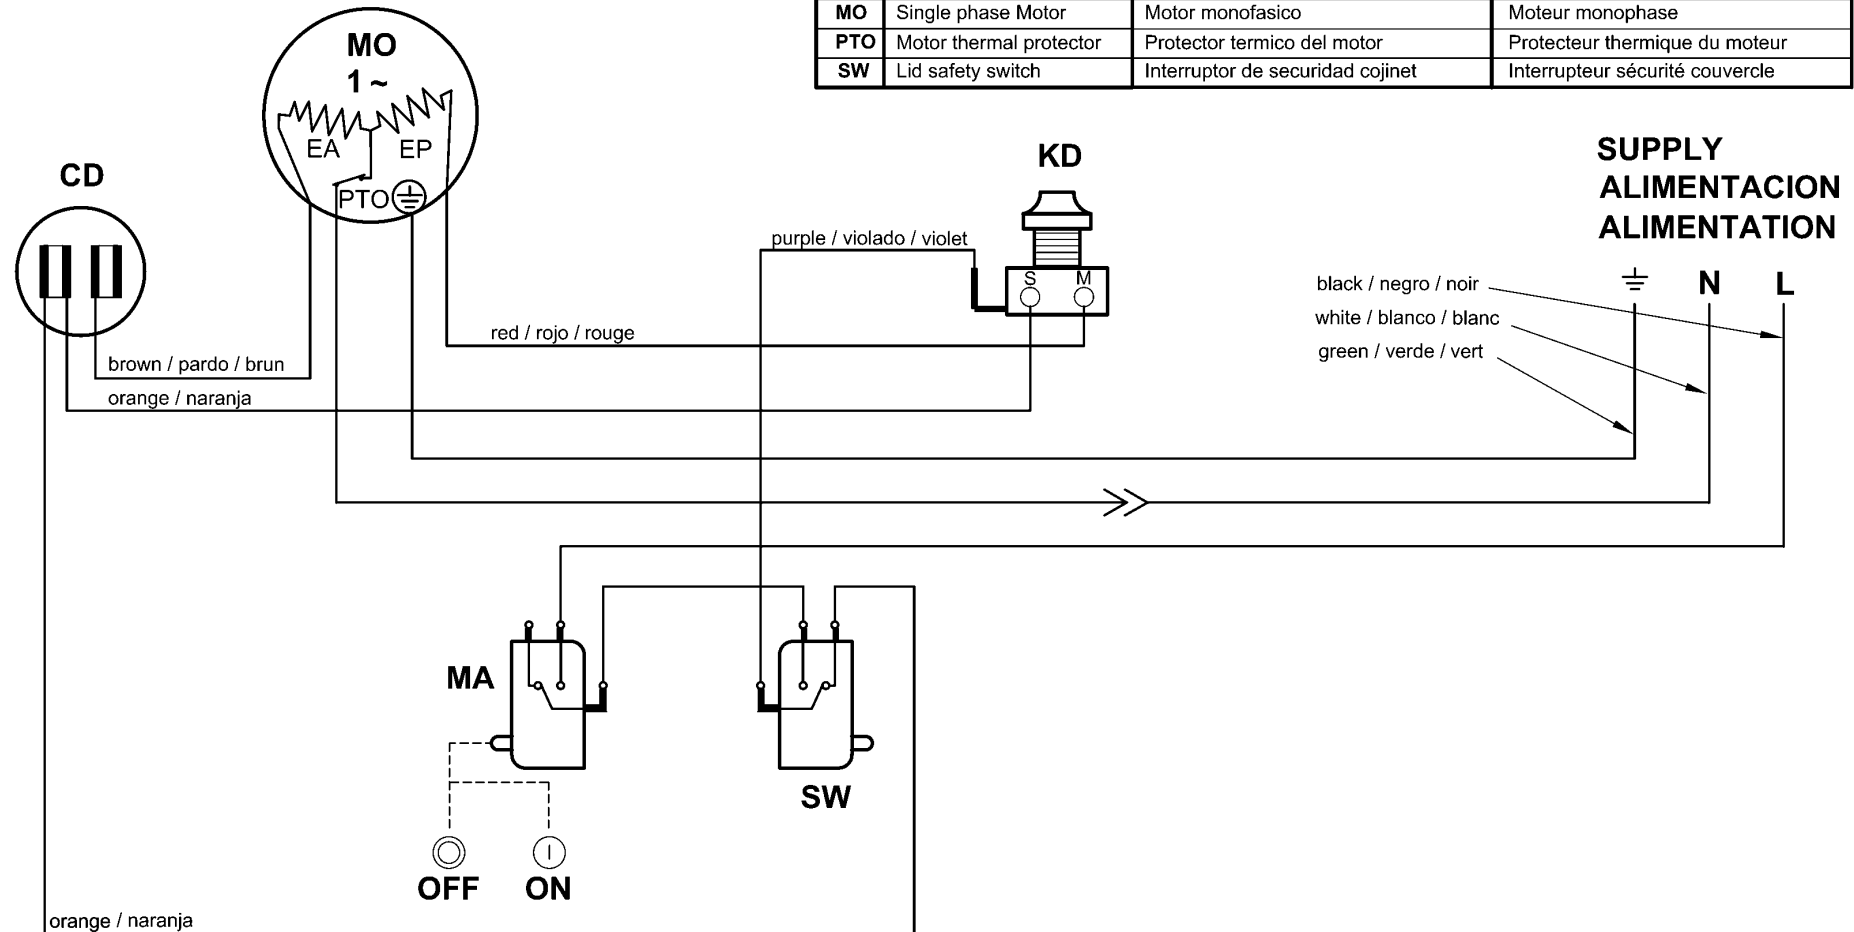 MO Single phase Motor Motor monofasico Moteur monophase
PTO Motor thermal protector Protector termico del motor Protecteur thermique du moteur
SW Lid safety switch Interruptor de securidad cojinet Interrupteur sécurité couvercle
MO
1 ~
EA EP
PTO
CD
KD
S M
SUPPLY
ALIMENTACION
ALIMENTATION
N L
purple / violado / violet
black / negro / noir
white / blanco / blanc
green / verde / vert
red / rojo / rouge
brown / pardo / brun
orange / naranja
MA
SW
OFF ON
orange / naranja